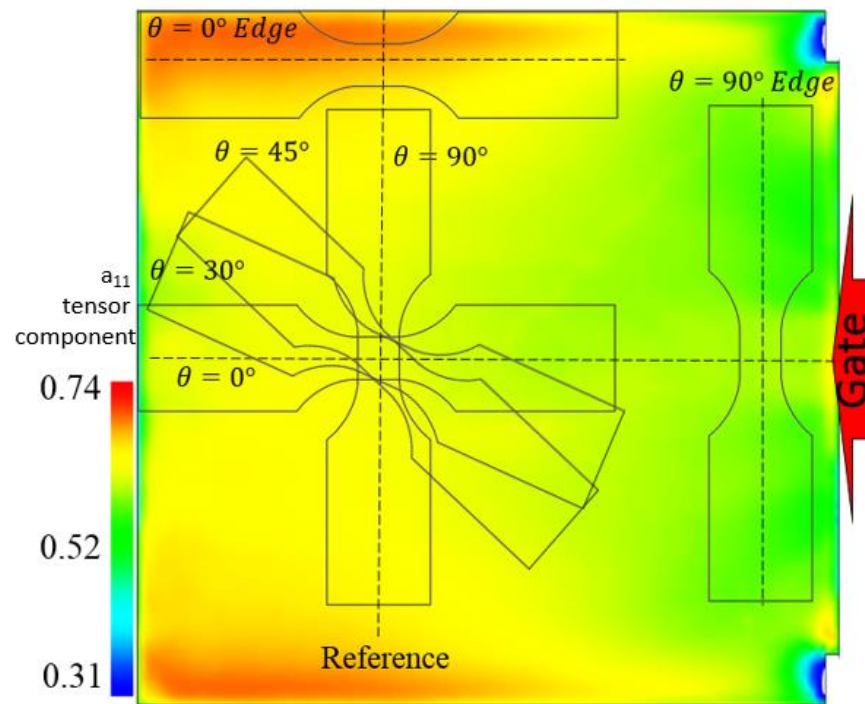 θ = 0° Edge
θ = 90° Edge
θ = 45°
θ = 90°
θ = 30°
a₁₁
tensor
component
θ = 0°
0.74
0.52
0.31
Gate
Reference